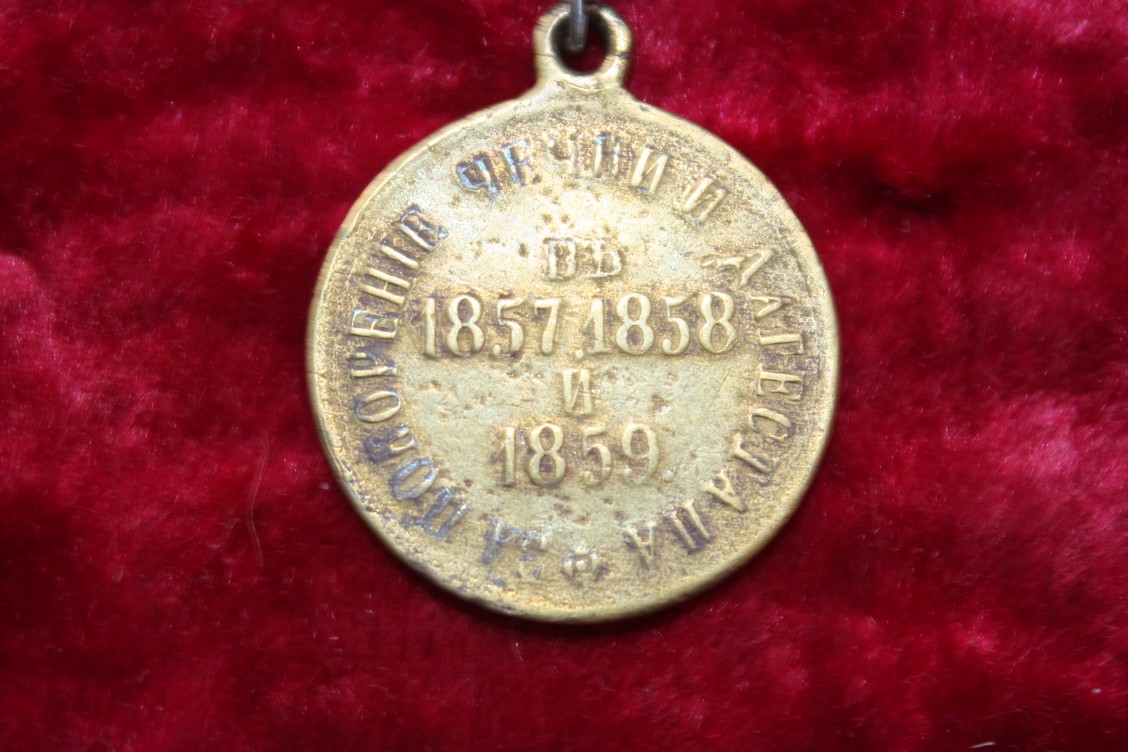 ЗА ПОКОРЕНІЕ ЧЕЧНИ И ДАГЕСТАНА
ВЪ
1857, 1858
И
1859.